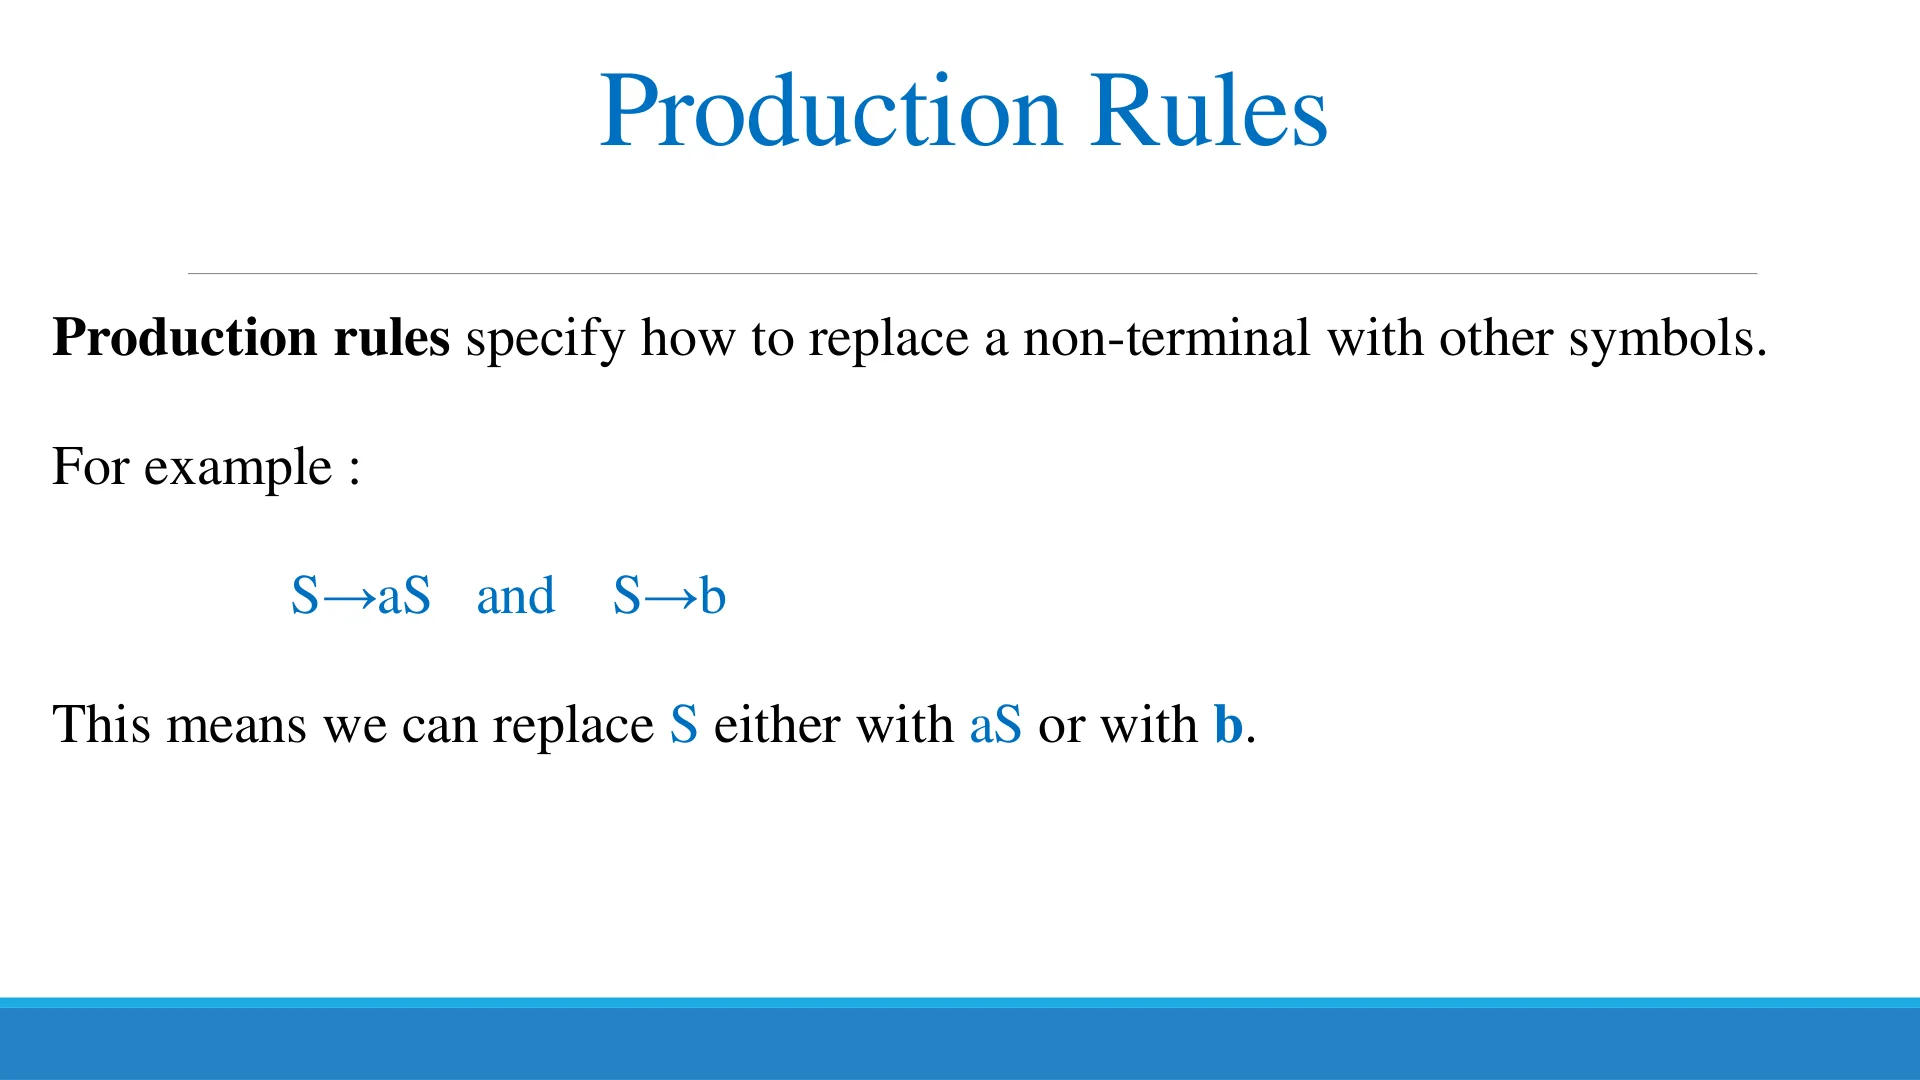 Production Rules
Production rules specify how to replace a non-terminal with other symbols.
For example :
S→aS and S→b
This means we can replace S either with aS or with b.